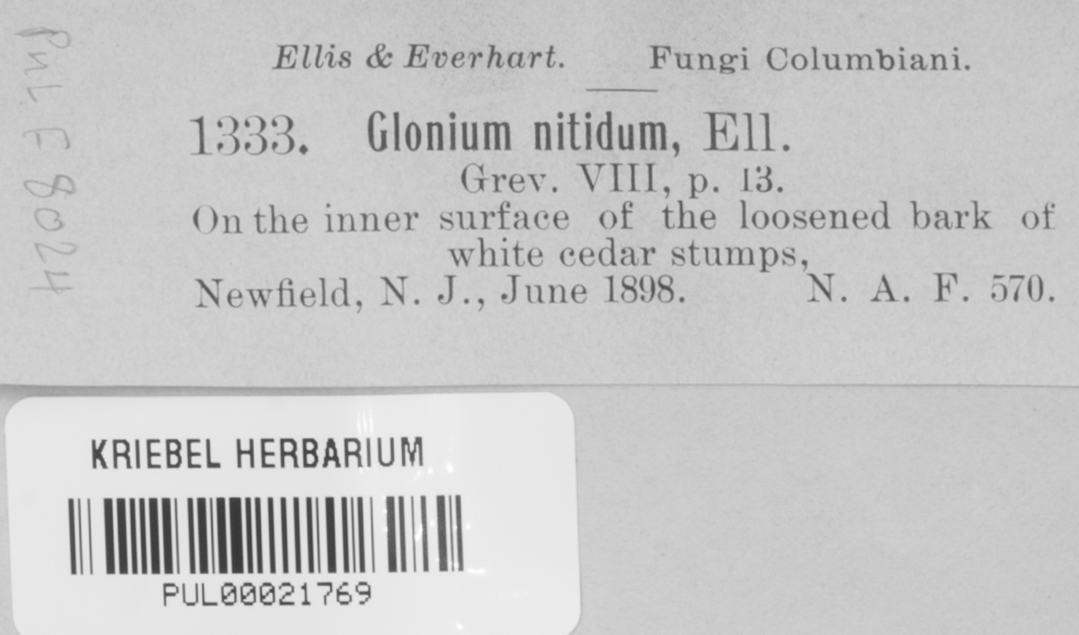 Ellis & Everhart. Fungi Columbiani.
1333. Glonium nitidum, Ell.
Grev. VIII, p. 13.
On the inner surface of the loosened bark of
white cedar stumps,
Newfield, N. J., June 1898. N. A. F. 570.
PUL F 8024
KRIEBEL HERBARIUM
PUL00021769